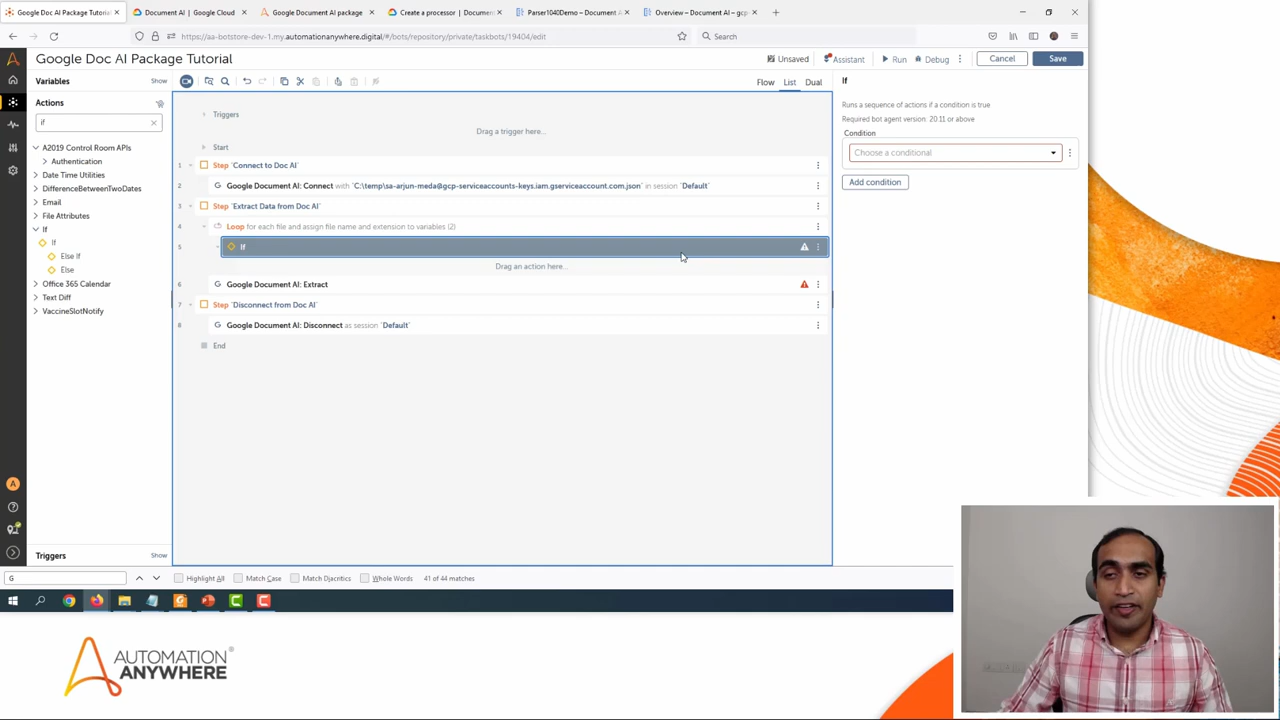 Google Doc AI Package Tutorial
Document AI | Google Cloud
Google Document AI package
Create a processor | Document
Parser1040Demo – Document A
Overview – Document AI – gcp
https://aa-botstore-dev-1.my.automationanywhere.digital/#/bots/repository/private/taskbots/19404/edit
Search
Google Doc AI Package Tutorial
Unsaved
Assistant
Run
Debug
Cancel
Save
Variables
Show
Flow
List
Dual
If
Actions
if
A2019 Control Room APIs
Authentication
Date Time Utilities
DifferenceBetweenTwoDates
Email
File Attributes
If
If
Else If
Else
Office 365 Calendar
Text Diff
VaccineSlotNotify
Triggers
Show
Triggers
Drag a trigger here...
Start
1 Step "Connect to Doc AI"
2 Google Document AI: Connect with "C:\temp\sa-arjun-meda@gcp-serviceaccounts-keys.iam.gserviceaccount.com.json" in session "Default"
3 Step "Extract Data from Doc AI"
4 Loop for each file and assign file name and extension to variables (2)
5 If
Drag an action here...
6 Google Document AI: Extract
7 Step "Disconnect from Doc AI"
8 Google Document AI: Disconnect as session "Default"
End
Runs a sequence of actions if a condition is true
Required bot agent version 20.11 or above
Condition
Choose a conditional
Add condition
G
Highlight All
Match Case
Match Diacritics
Whole Words
41 of 44 matches
AUTOMATION
ANYWHERE